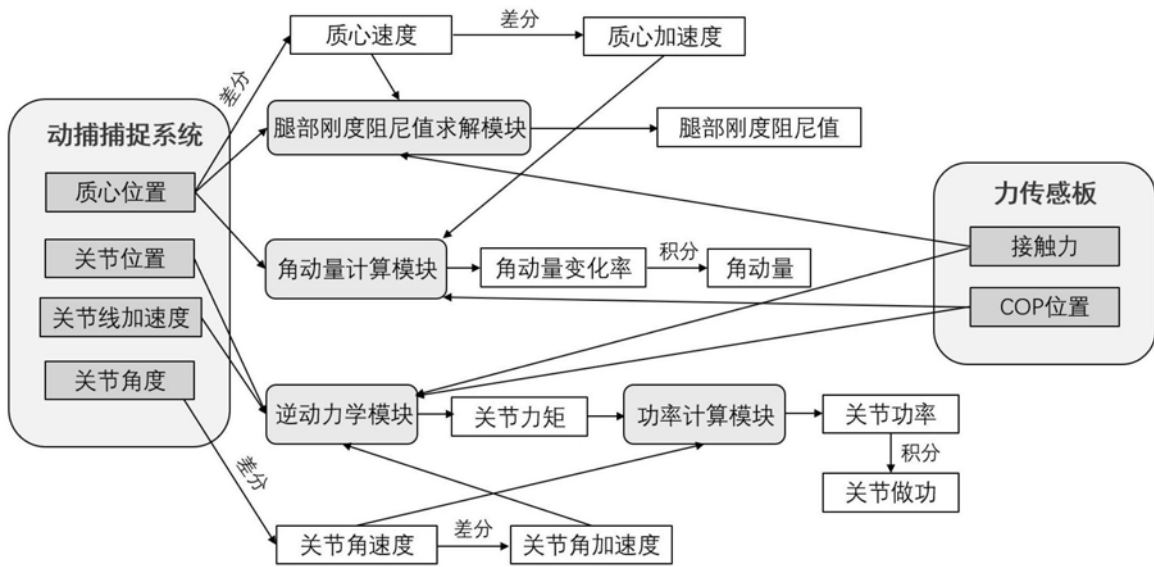 质心速度
差分
质心加速度
差分
动捕捕捉系统
腿部刚度阻尼值求解模块
腿部刚度阻尼值
质心位置
力传感板
关节位置
角动量计算模块
角动量变化率
积分
角动量
接触力
关节线加速度
COP位置
关节角度
逆动力学模块
关节力矩
功率计算模块
关节功率
积分
差分
关节做功
关节角速度
差分
关节角加速度